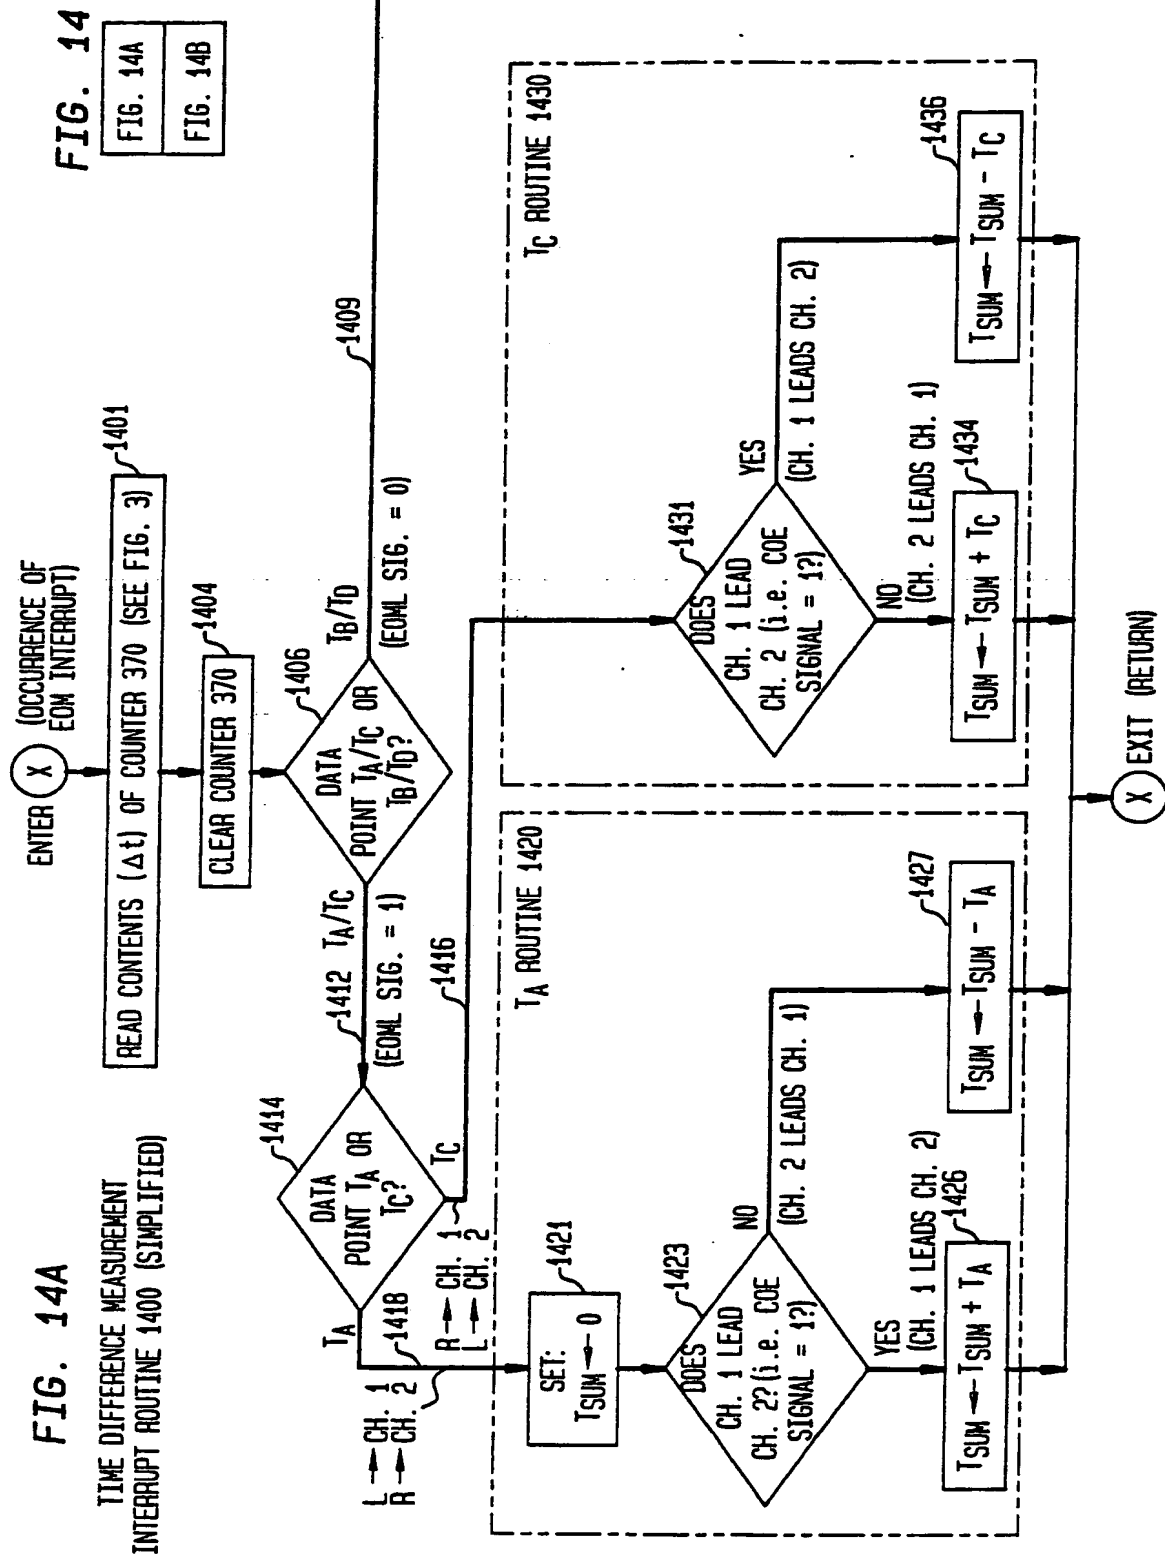 FIG. 14A
TIME DIFFERENCE MEASUREMENT
INTERRUPT ROUTINE 1400 (SIMPLIFIED)
FIG. 14
FIG. 14A
FIG. 14B
ENTER
X
(OCCURRENCE OF
EOM INTERRUPT)
READ CONTENTS (Δt) OF COUNTER 370 (SEE FIG. 3)
1401
CLEAR COUNTER 370
1404
DATA
POINT TA/TC OR
TB/TD?
1406
TB/TD
(EOML SIG. = 0)
1409
1412
TA/TC
(EOML SIG. = 1)
DATA
POINT TA OR
TC?
1414
TC
1416
R→CH. 1
L→CH. 2
TA
1418
L→CH. 1
R→CH. 2
TA ROUTINE 1420
SET:
TSUM←0
1421
DOES
CH. 1 LEAD
CH. 2? (i.e. COE
SIGNAL = 1?)
1423
NO
(CH. 2 LEADS CH. 1)
YES
(CH. 1 LEADS CH. 2)
1426
TSUM←TSUM + TA
1427
TSUM←TSUM - TA
TC ROUTINE 1430
DOES
CH. 1 LEAD
CH. 2 (i.e. COE
SIGNAL = 1?)
1431
YES
(CH. 1 LEADS CH. 2)
NO
(CH. 2 LEADS CH. 1)
1434
TSUM←TSUM + TC
1436
TSUM←TSUM - TC
X
EXIT (RETURN)